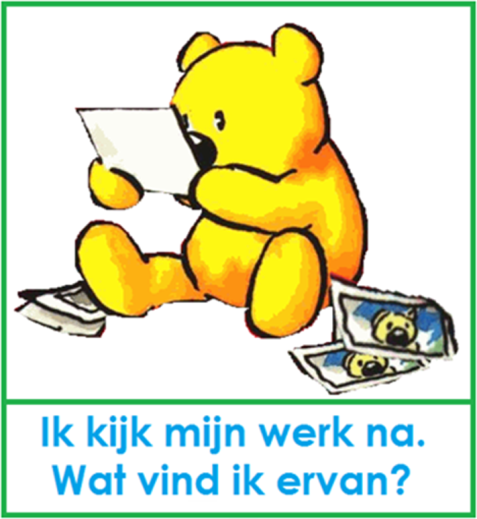 Ik kijk mijn werk na.
Wat vind ik ervan?